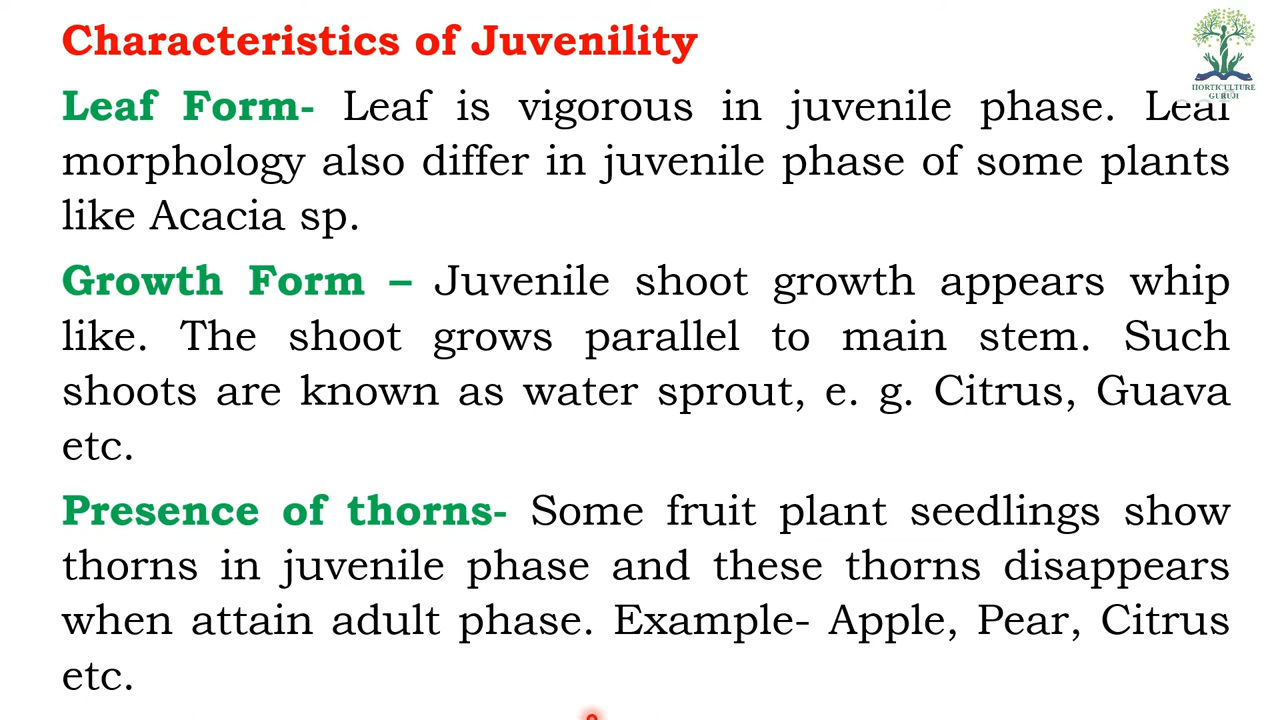 Characteristics of Juvenility
HORTICULTURE
GURUJI
Leaf Form- Leaf is vigorous in juvenile phase. Leaf
morphology also differ in juvenile phase of some plants
like Acacia sp.
Growth Form – Juvenile shoot growth appears whip
like. The shoot grows parallel to main stem. Such
shoots are known as water sprout, e. g. Citrus, Guava
etc.
Presence of thorns- Some fruit plant seedlings show
thorns in juvenile phase and these thorns disappears
when attain adult phase. Example- Apple, Pear, Citrus
etc.